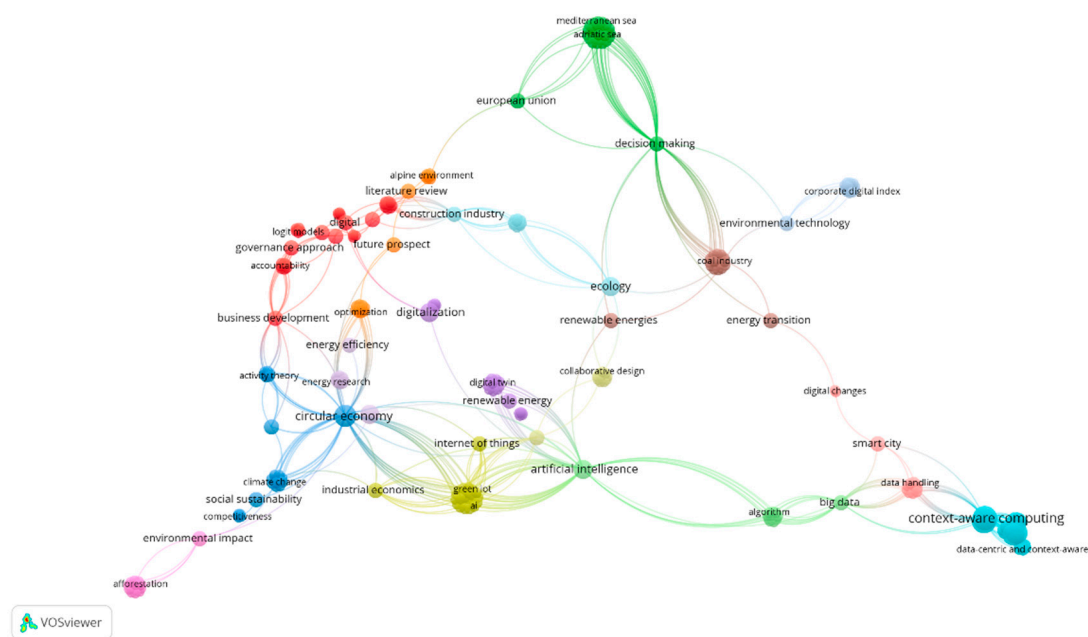 mediterranean sea
adriatic sea
european union
decision making
alpine environment
literature review
corporate digital index
construction industry
digital
environmental technology
logit models
future prospect
governance approach
accountability
coal industry
ecology
optimization
digitalization
business development
renewable energies
energy transition
energy efficiency
collaborative design
activity theory
energy research
digital twin
digital changes
renewable energy
circular economy
internet of things
smart city
artificial intelligence
climate change
industrial economics
green iot
data handling
social sustainability
ai
big data
algorithm
competitiveness
context-aware computing
environmental impact
data-centric and context-aware
afforestation
VOSviewer